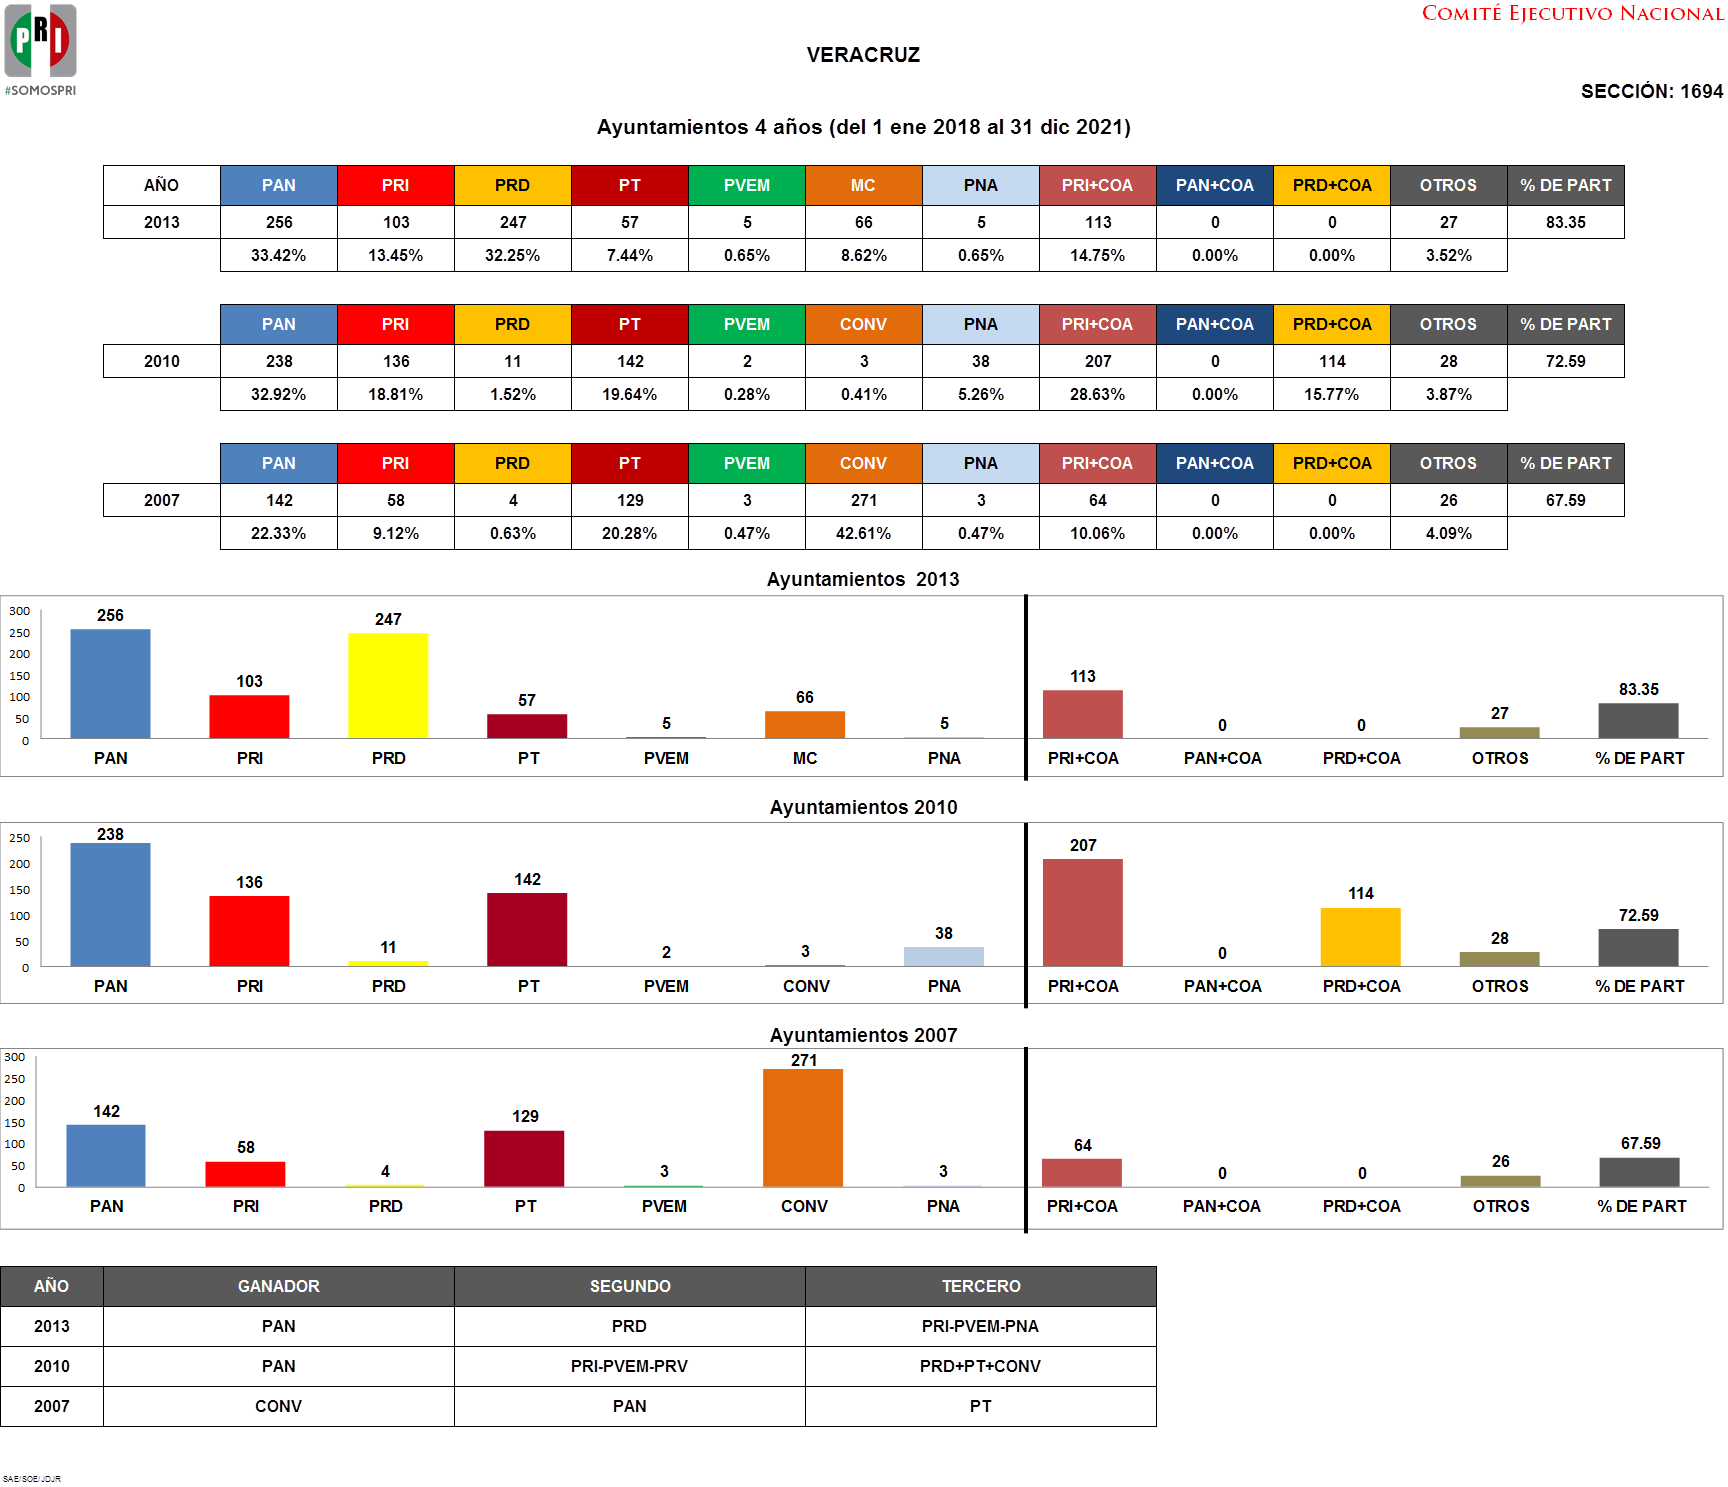 PRI
#SOMOSPRI
COMITÉ EJECUTIVO NACIONAL
VERACRUZ
SECCIÓN: 1694
Ayuntamientos 4 años (del 1 ene 2018 al 31 dic 2021)
AÑO PAN PRI PRD PT PVEM MC PNA PRI+COA PAN+COA PRD+COA OTROS % DE PART
2013 256 103 247 57 5 66 5 113 0 0 27 83.35
33.42% 13.45% 32.25% 7.44% 0.65% 8.62% 0.65% 14.75% 0.00% 0.00% 3.52%
PAN PRI PRD PT PVEM CONV PNA PRI+COA PAN+COA PRD+COA OTROS % DE PART
2010 238 136 11 142 2 3 38 207 0 114 28 72.59
32.92% 18.81% 1.52% 19.64% 0.28% 0.41% 5.26% 28.63% 0.00% 15.77% 3.87%
PAN PRI PRD PT PVEM CONV PNA PRI+COA PAN+COA PRD+COA OTROS % DE PART
2007 142 58 4 129 3 271 3 64 0 0 26 67.59
22.33% 9.12% 0.63% 20.28% 0.47% 42.61% 0.47% 10.06% 0.00% 0.00% 4.09%
Ayuntamientos 2013
300
250
200
150
100
50
0
256 103 247 57 5 66 5 113 0 0 27 83.35
PAN PRI PRD PT PVEM MC PNA PRI+COA PAN+COA PRD+COA OTROS % DE PART
Ayuntamientos 2010
250
200
150
100
50
0
238 136 11 142 2 3 38 207 0 114 28 72.59
PAN PRI PRD PT PVEM CONV PNA PRI+COA PAN+COA PRD+COA OTROS % DE PART
Ayuntamientos 2007
300
250
200
150
100
50
0
142 58 4 129 3 271 3 64 0 0 26 67.59
PAN PRI PRD PT PVEM CONV PNA PRI+COA PAN+COA PRD+COA OTROS % DE PART
AÑO GANADOR SEGUNDO TERCERO
2013 PAN PRD PRI-PVEM-PNA
2010 PAN PRI-PVEM-PRV PRD+PT+CONV
2007 CONV PAN PT
SAE/SOE/JDJR